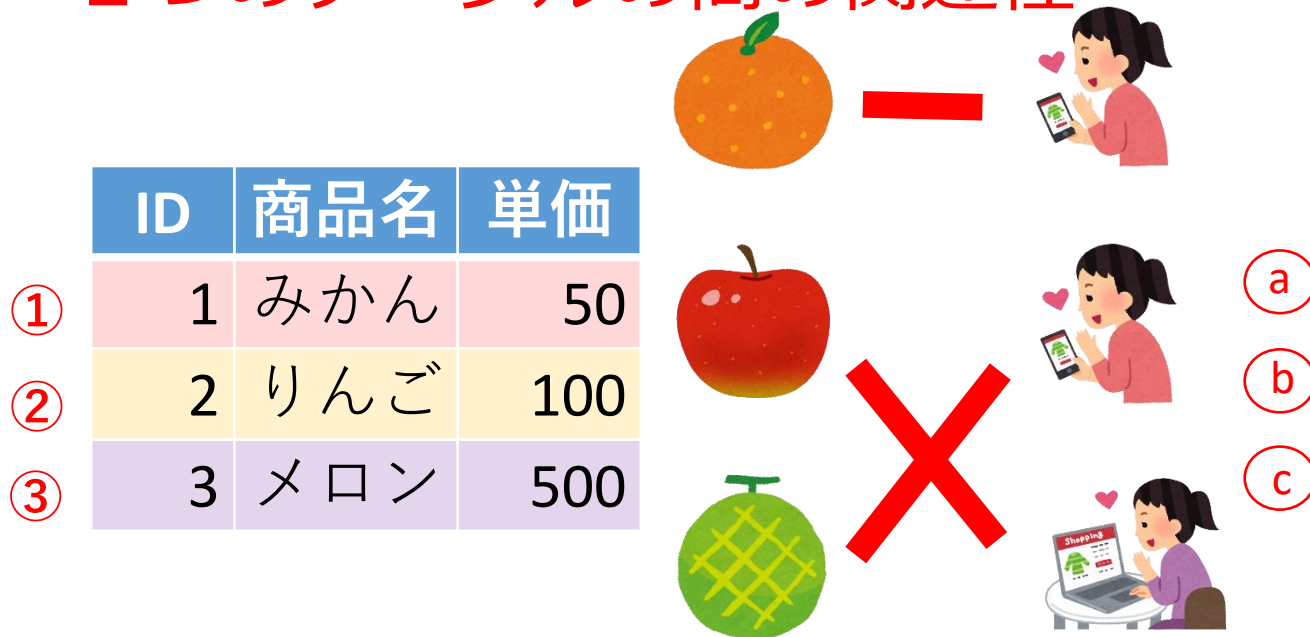 ID 商品名 単価
① 1 みかん 50
② 2 りんご 100
③ 3 メロン 500
a
b
c
Shopping